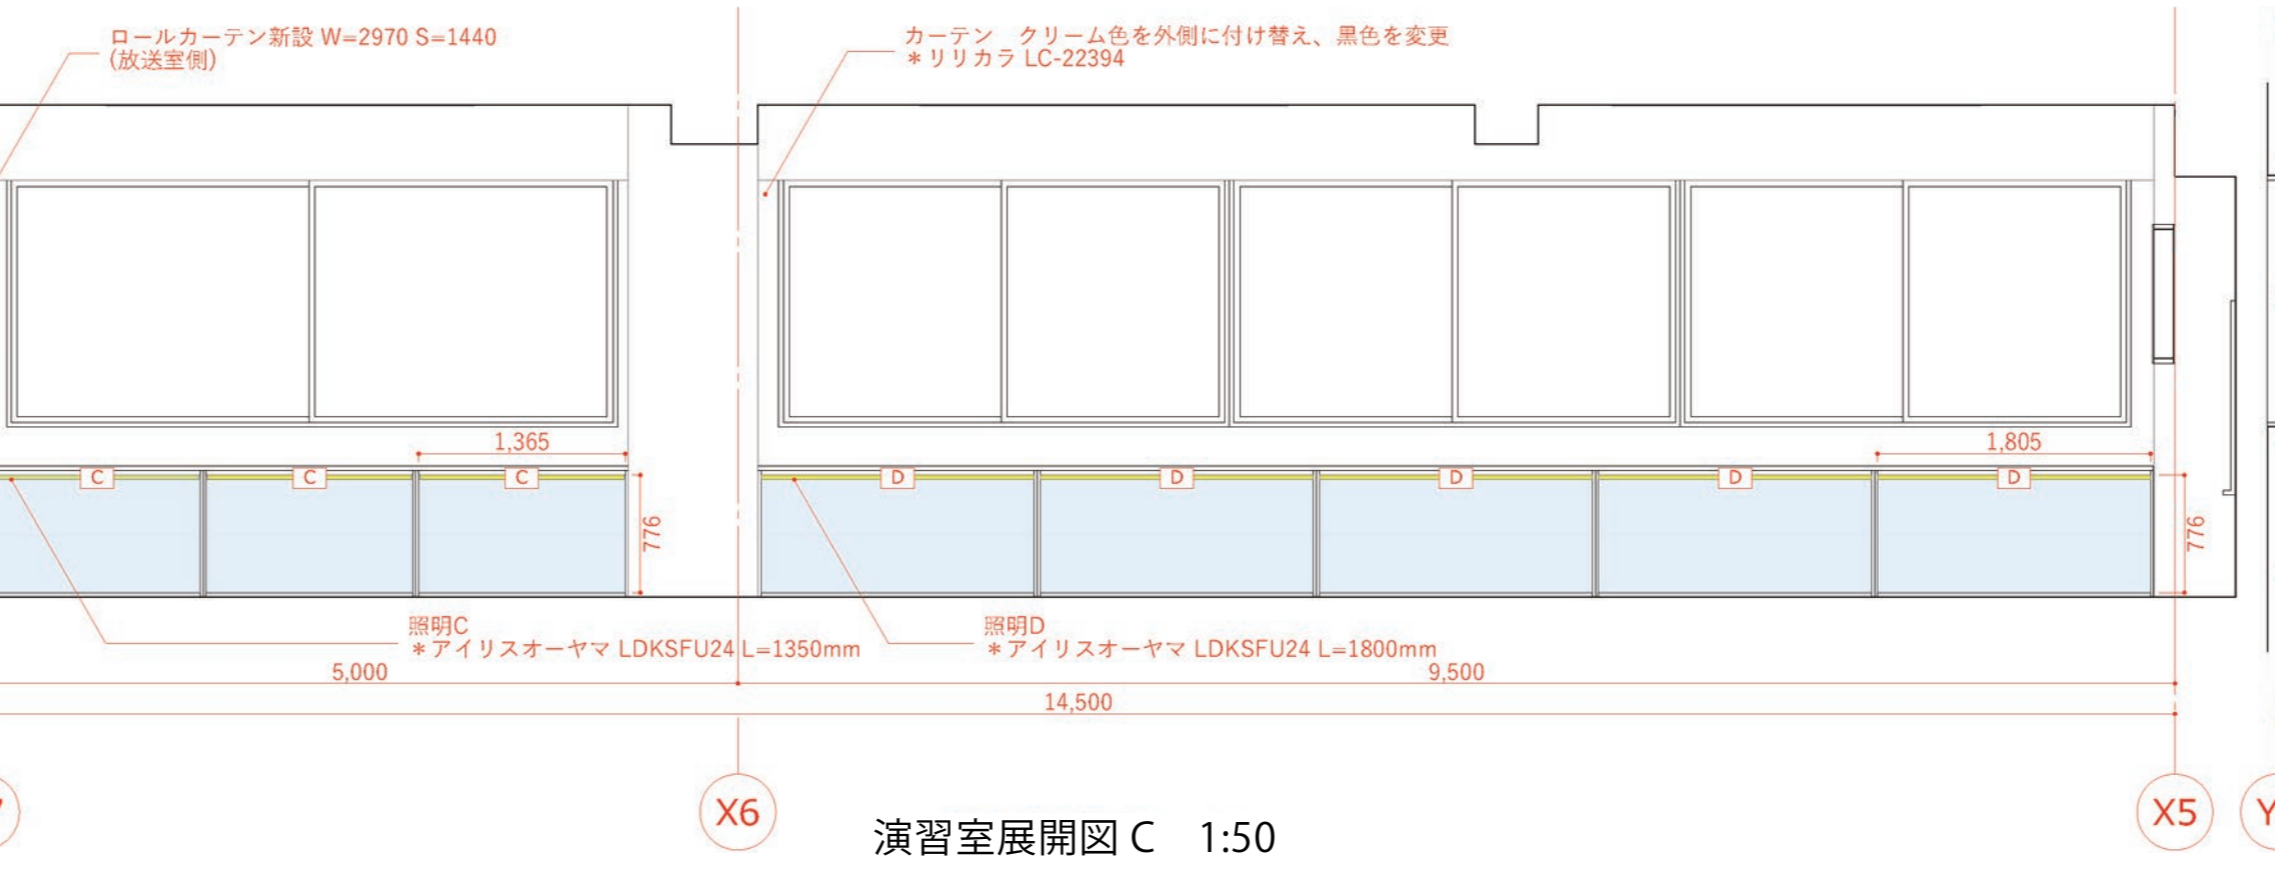 ロールカーテン新設 W=2970 S=1440
(放送室側)
カーテン　クリーム色を外側に付け替え、黒色を変更
＊リリカラ LC-22394
1,365
1,805
C
C
C
D
D
D
D
D
776
776
照明C
＊アイリスオーヤマ LDKSFU24 L=1350mm
照明D
＊アイリスオーヤマ LDKSFU24 L=1800mm
5,000
9,500
14,500
X6
X5
演習室展開図 C　1:50